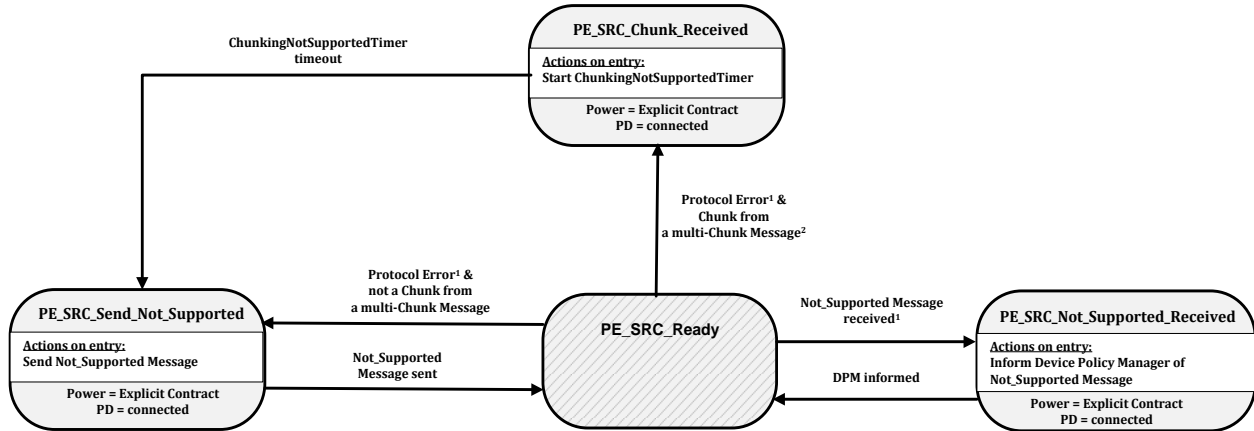 PE_SRC_Chunk_Received
Actions on entry:
Start ChunkingNotSupportedTimer
Power = Explicit Contract
PD = connected
ChunkingNotSupportedTimer
timeout
Protocol Error¹ &
Chunk from
a multi-Chunk Message²
Protocol Error¹ &
not a Chunk from
a multi-Chunk Message
PE_SRC_Send_Not_Supported
Actions on entry:
Send Not_Supported Message
Power = Explicit Contract
PD = connected
Not_Supported
Message sent
PE_SRC_Ready
Not_Supported Message
received¹
DPM informed
PE_SRC_Not_Supported_Received
Actions on entry:
Inform Device Policy Manager of
Not_Supported Message
Power = Explicit Contract
PD = connected